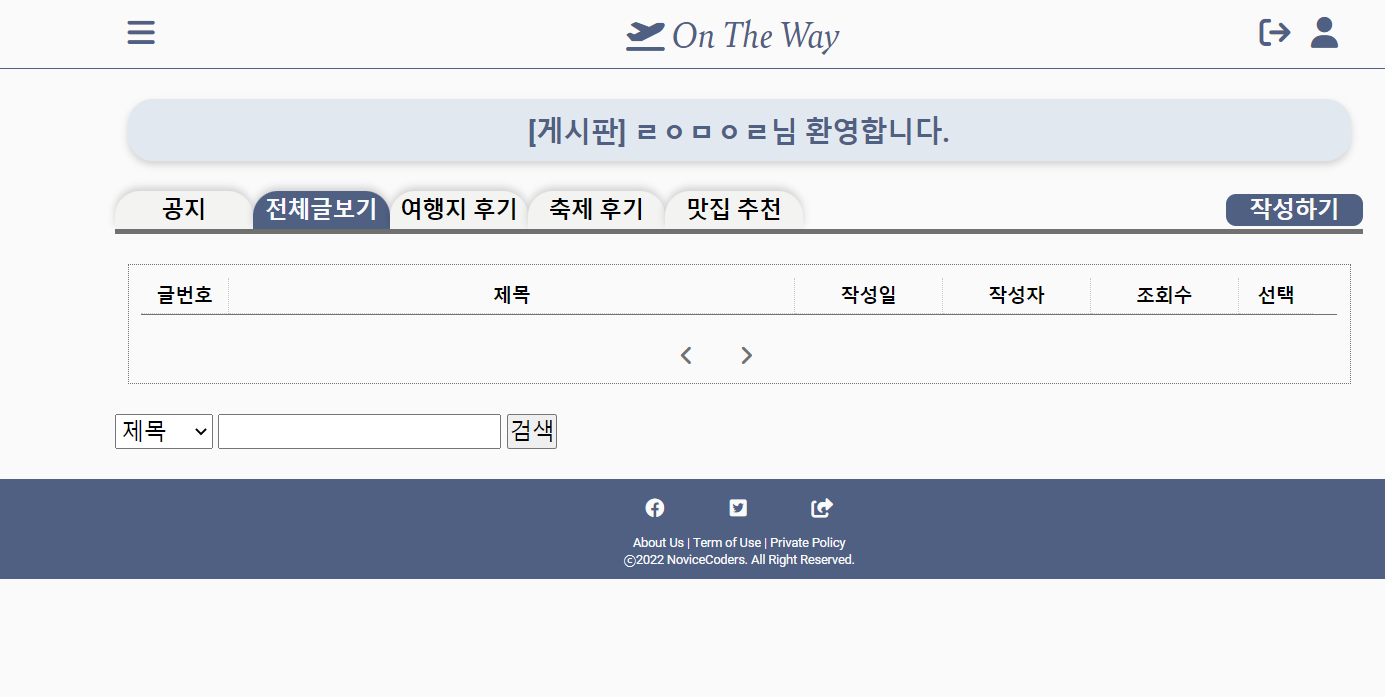 On The Way
[게시판] ㄹㅇㅁㅇㄹ님 환영합니다.
공지 전체글보기 여행지 후기 축제 후기 맛집 추천 작성하기
글번호 제목 작성일 작성자 조회수 선택
제목 검색
About Us | Term of Use | Private Policy
ⓒ2022 NoviceCoders. All Right Reserved.